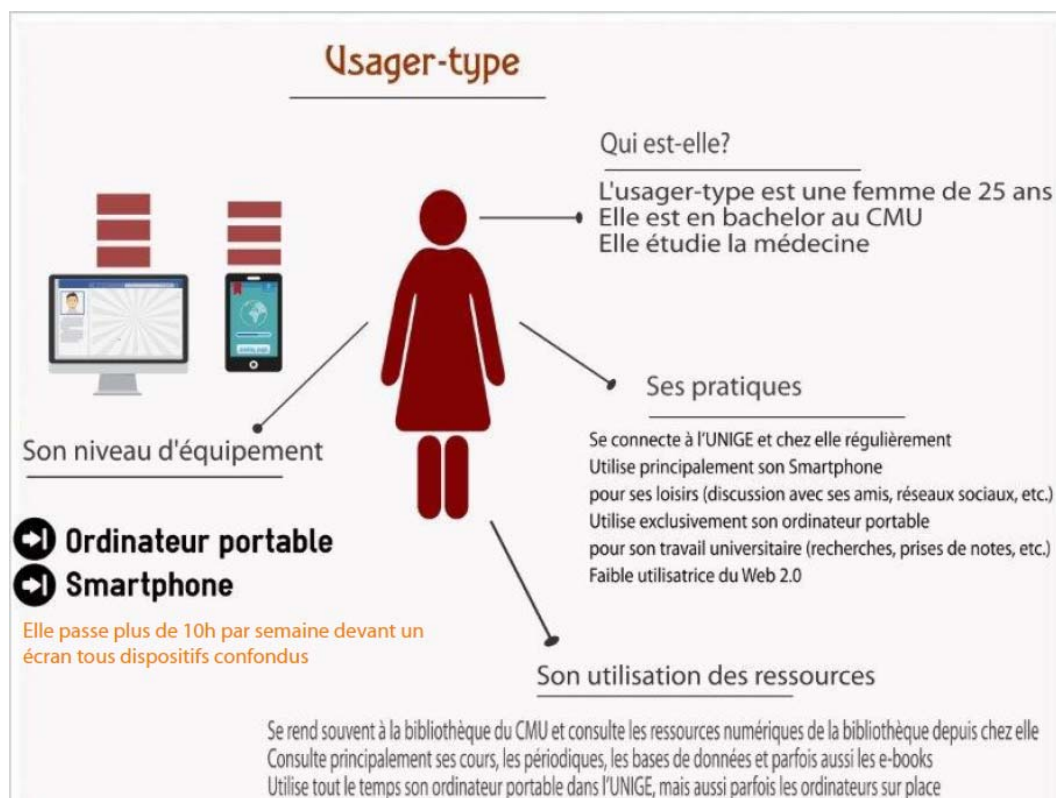 Usager-type
Qui est-elle?
L'usager-type est une femme de 25 ans
Elle est en bachelor au CMU
Elle étudie la médecine
Ses pratiques
Se connecte à l'UNIGE et chez elle régulièrement
Utilise principalement son Smartphone
pour ses loisirs (discussion avec ses amis, réseaux sociaux, etc.)
Utilise exclusivement son ordinateur portable
pour son travail universitaire (recherches, prises de notes, etc.)
Faible utilisatrice du Web 2.0
Son niveau d'équipement
Ordinateur portable
Smartphone
Elle passe plus de 10h par semaine devant un
écran tous dispositifs confondus
Son utilisation des ressources
Se rend souvent à la bibliothèque du CMU et consulte les ressources numériques de la bibliothèque depuis chez elle
Consulte principalement ses cours, les périodiques, les bases de données et parfois aussi les e-books
Utilise tout le temps son ordinateur portable dans l'UNIGE, mais aussi parfois les ordinateurs sur place